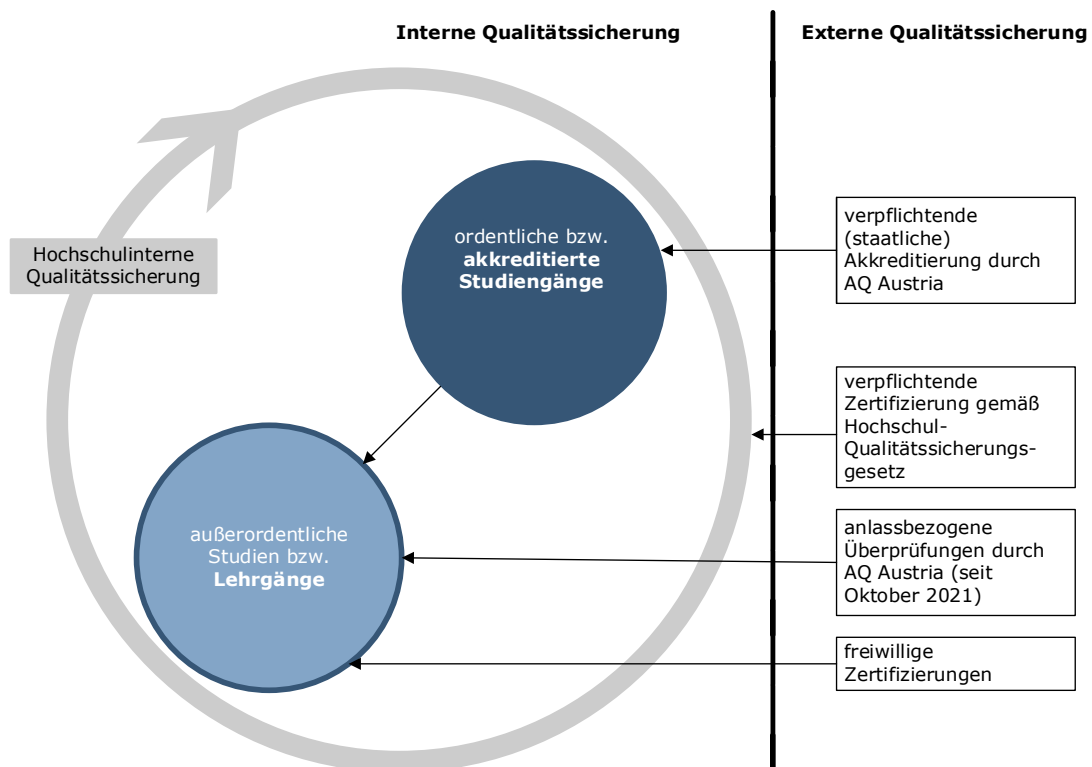 Interne Qualitätssicherung
Externe Qualitätssicherung
Hochschulinterne
Qualitätssicherung
ordentliche bzw.
akkreditierte
Studiengänge
außerordentliche
Studien bzw.
Lehrgänge
verpflichtende
(staatliche)
Akkreditierung durch
AQ Austria
verpflichtende
Zertifizierung gemäß
Hochschul-
Qualitätssicherungs-
gesetz
anlassbezogene
Überprüfungen durch
AQ Austria (seit
Oktober 2021)
freiwillige
Zertifizierungen